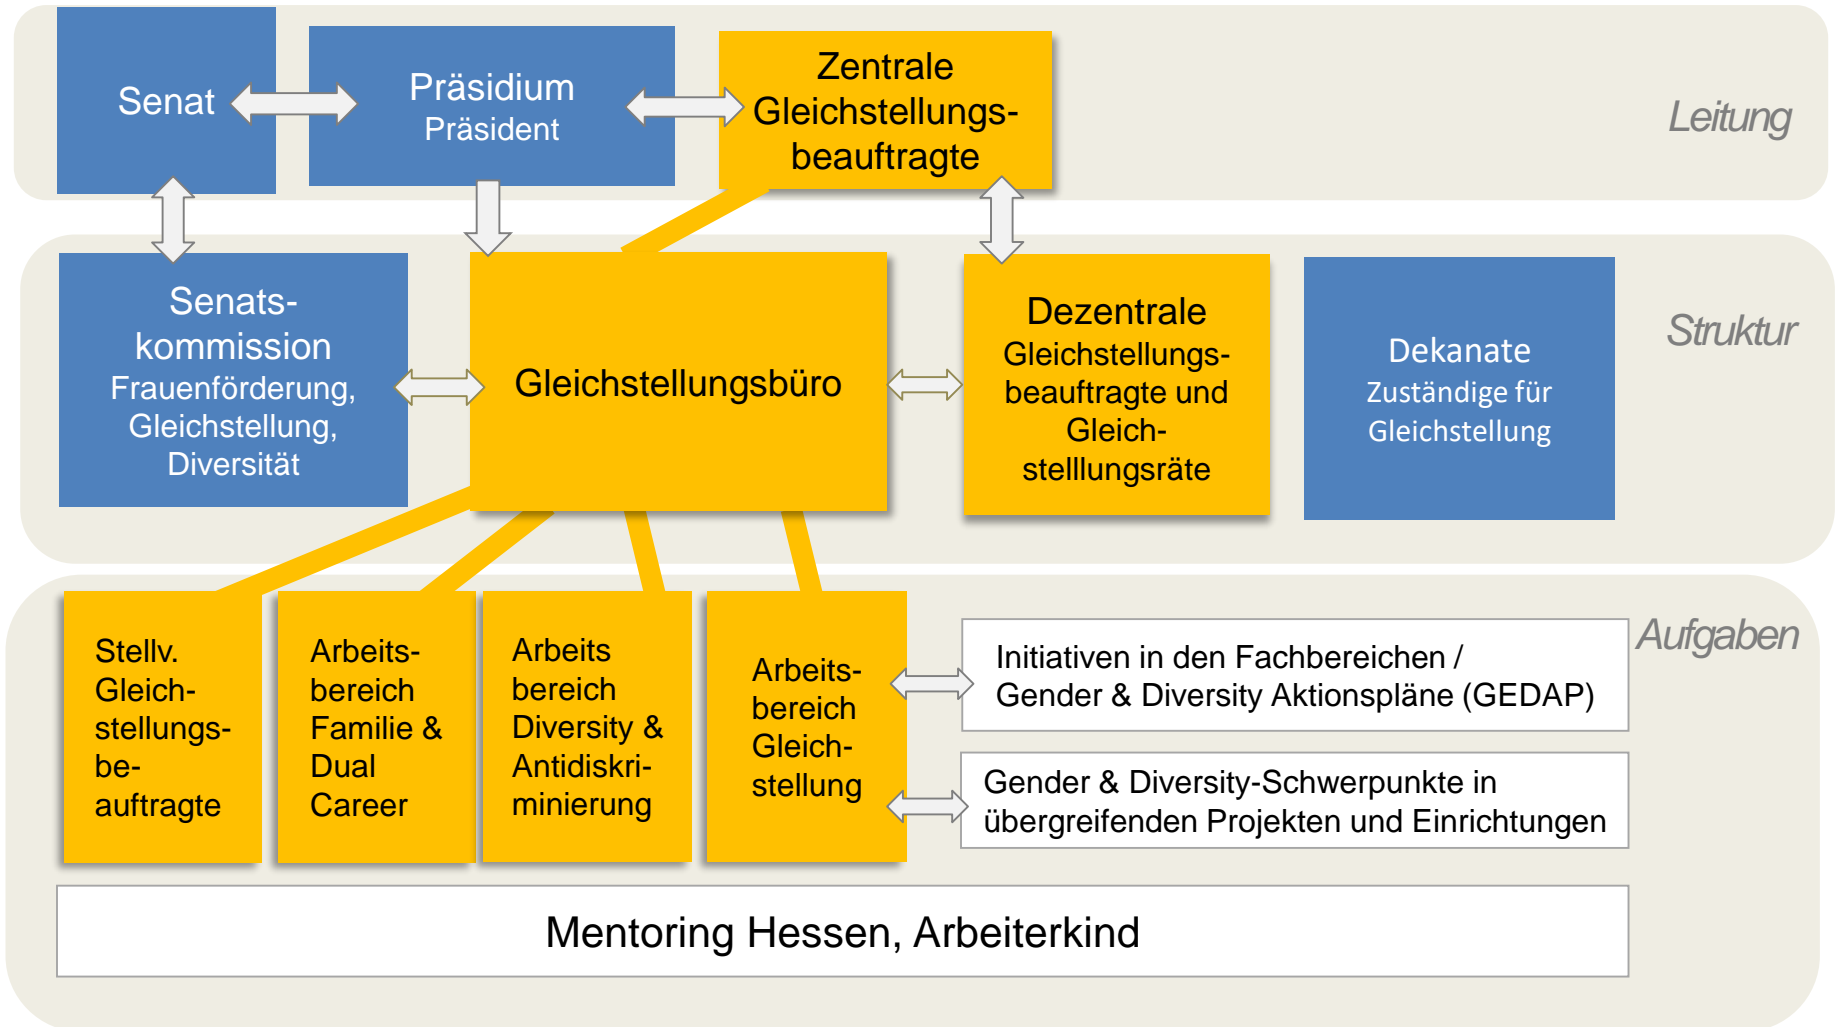 Senat
Präsidium
Präsident
Zentrale
Gleichstellungs-
beauftragte
Leitung
Senats-
kommission
Frauenförderung,
Gleichstellung,
Diversität
Gleichstellungsbüro
Dezentrale
Gleichstellungs-
beauftragte und
Gleich-
stelllungsräte
Dekanate
Zuständige für
Gleichstellung
Struktur
Stellv.
Gleich-
stellungs-
be-
auftragte
Arbeits-
bereich
Familie &
Dual
Career
Arbeits
bereich
Diversity &
Antidiskri-
minierung
Arbeits-
bereich
Gleich-
stellung
Initiativen in den Fachbereichen /
Gender & Diversity Aktionspläne (GEDAP)
Gender & Diversity-Schwerpunkte in
übergreifenden Projekten und Einrichtungen
Aufgaben
Mentoring Hessen, Arbeiterkind